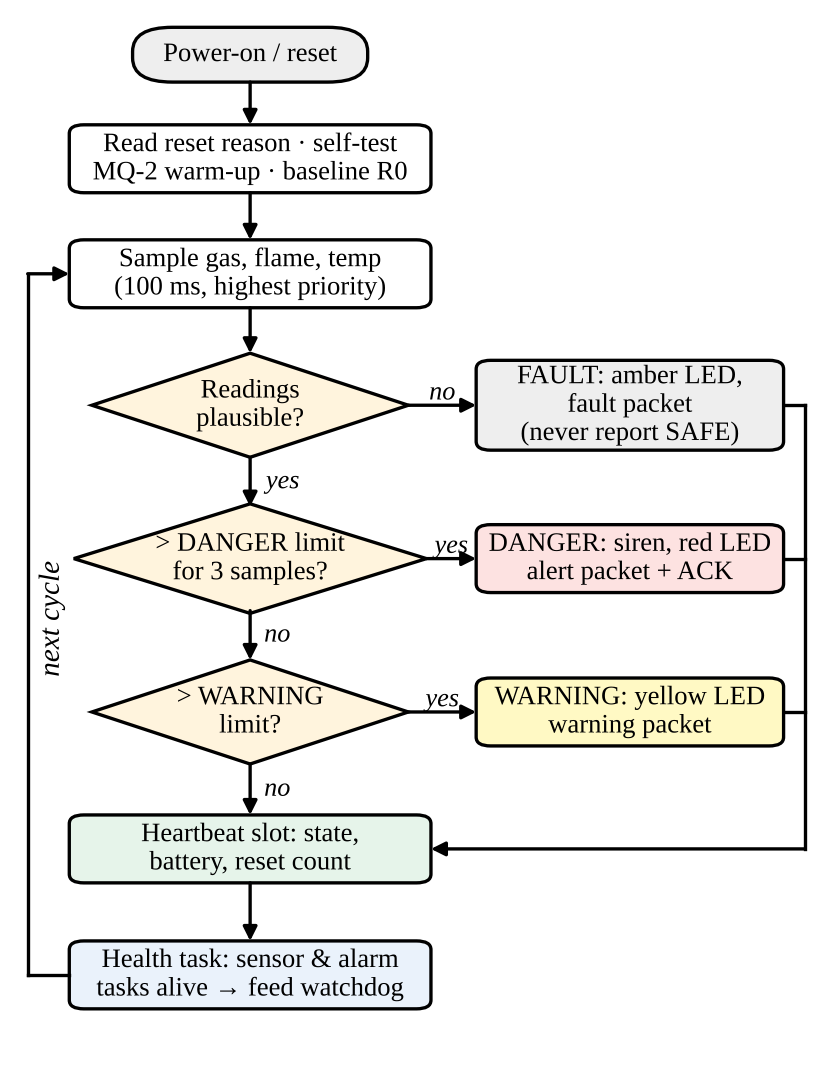 Power-on / reset
Read reset reason · self-test
MQ-2 warm-up · baseline R0
Sample gas, flame, temp
(100 ms, highest priority)
Readings
plausible?
no
FAULT: amber LED,
fault packet
(never report SAFE)
yes
> DANGER limit
for 3 samples?
yes
DANGER: siren, red LED
alert packet + ACK
no
> WARNING
limit?
yes
WARNING: yellow LED
warning packet
no
Heartbeat slot: state,
battery, reset count
Health task: sensor & alarm
tasks alive → feed watchdog
next cycle